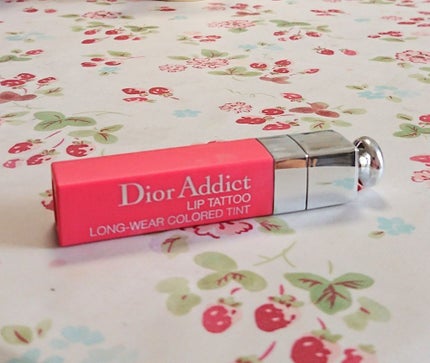 Dior Addict
LIP TATTOO
LONG-WEAR COLORED TINT